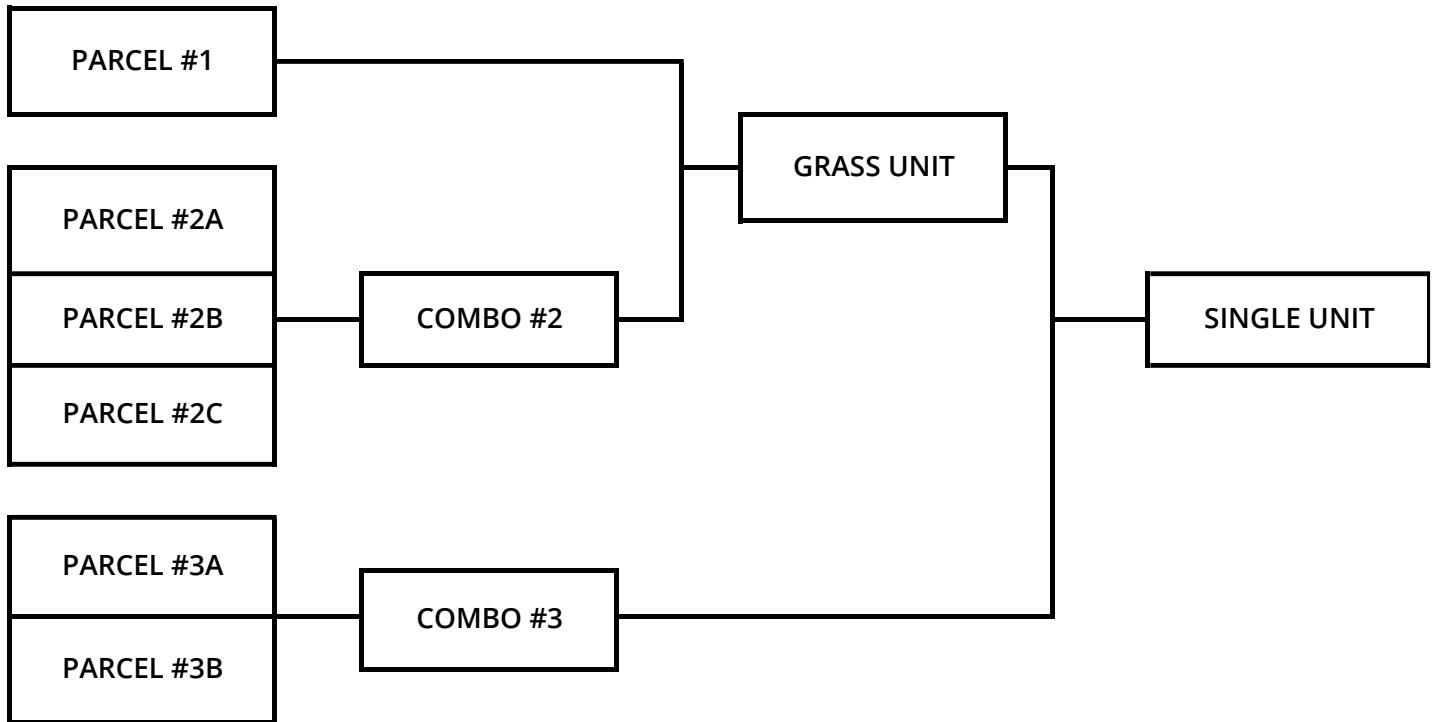 PARCEL #1
GRASS UNIT
PARCEL #2A
PARCEL #2B
COMBO #2
SINGLE UNIT
PARCEL #2C
PARCEL #3A
COMBO #3
PARCEL #3B